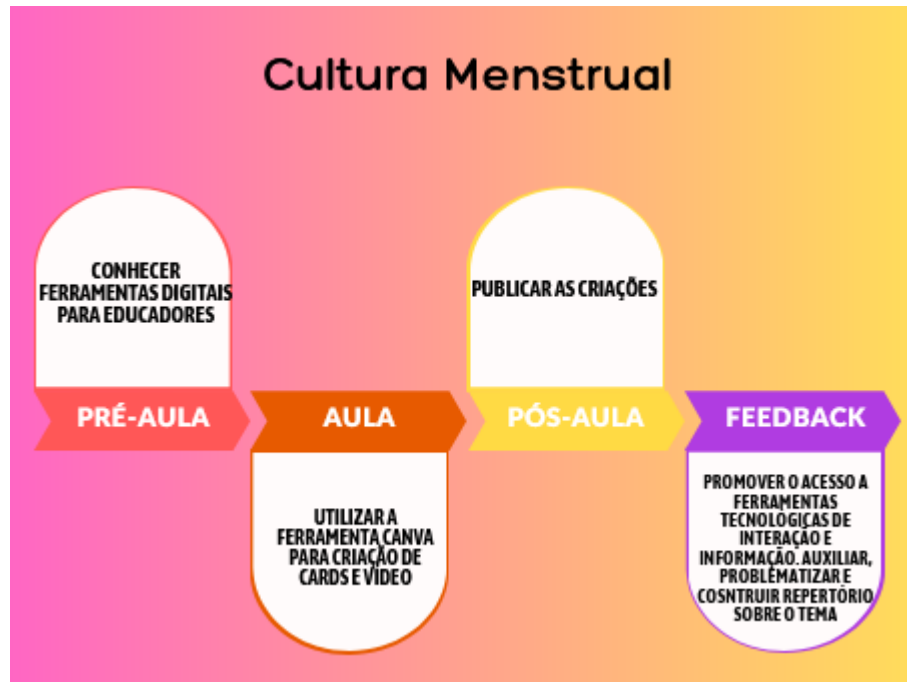 Cultura Menstrual
CONHECER
FERRAMENTAS DIGITAIS
PARA EDUCADORES
PRÉ-AULA
AULA
UTILIZAR A
FERRAMENTA CANVA
PARA CRIAÇÃO DE
CARDS E VÍDEO
PUBLICAR AS CRIAÇÕES
PÓS-AULA
FEEDBACK
PROMOVER O ACESSO A
FERRAMENTAS
TECNOLÓGICAS DE
INTERAÇÃO E
INFORMAÇÃO. AUXILIAR,
PROBLEMATIZAR E
COSNTRUIR REPERTÓRIO
SOBRE O TEMA